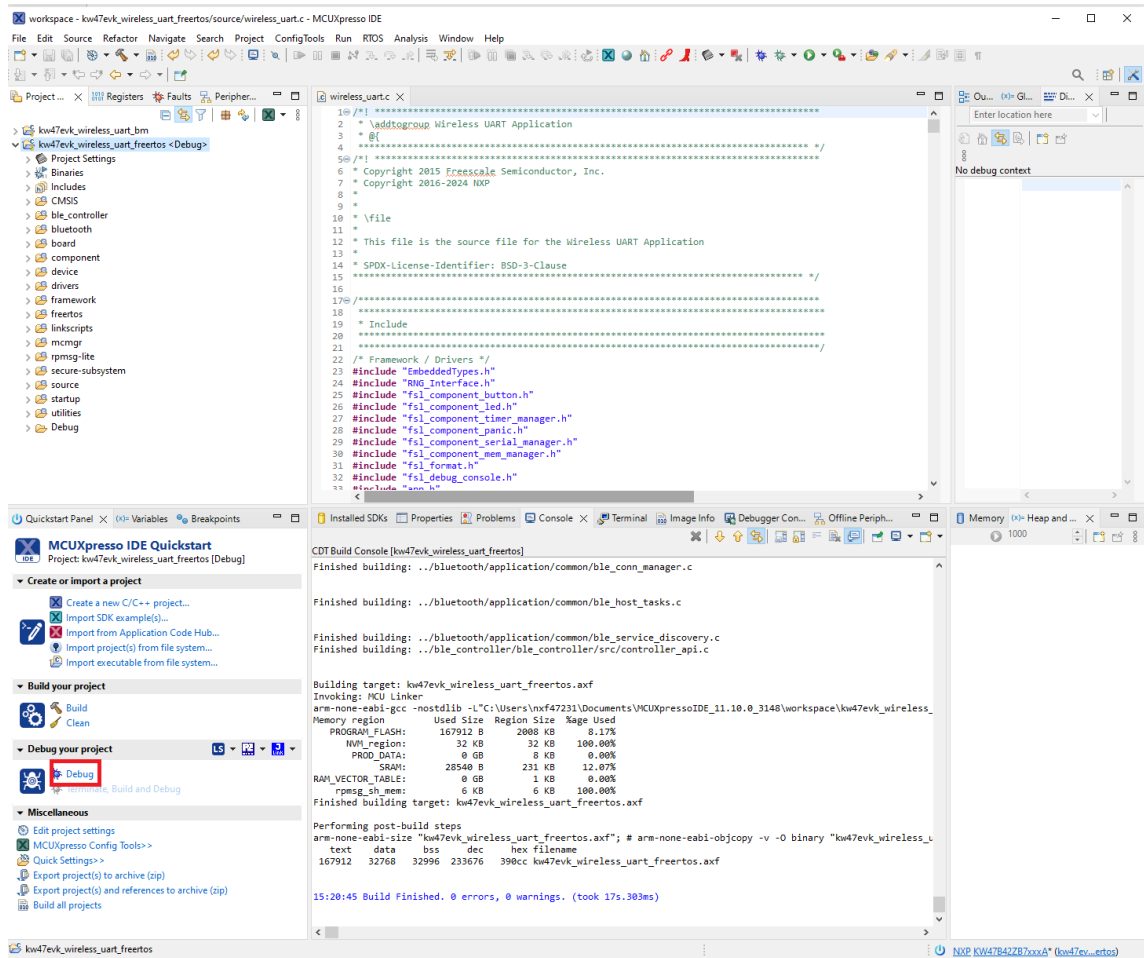 workspace - kw47evk_wireless_uart_freertos/source/wireless_uart.c - MCUXpresso IDE
File Edit Source Refactor Navigate Search Project ConfigTools Run RTOS Analysis Window Help
Project ... Registers Faults Peripher...
kw47evk_wireless_uart_bm
kw47evk_wireless_uart_freertos <Debug>
Project Settings
Binaries
Includes
CMSIS
ble_controller
bluetooth
board
component
device
drivers
framework
freertos
linkscripts
mcmgr
rpmsg-lite
secure-subsystem
source
startup
utilities
Debug
wireless_uart.c
1 /*! *********************************************************************************
2 * \addtogroup Wireless UART Application
3 * @{
4 ********************************************************************************* */
5 /*! *********************************************************************************
6 * Copyright 2015 Freescale Semiconductor, Inc.
7 * Copyright 2016-2024 NXP
8 *
9 *
10 * \file
11 *
12 * This file is the source file for the Wireless UART Application
13 *
14 * SPDX-License-Identifier: BSD-3-Clause
15 ********************************************************************************* */
16
17 /************************************************************************************
18 *************************************************************************************
19 * Include
20 *************************************************************************************
21 ************************************************************************************/
22 /* Framework / Drivers */
23 #include "EmbeddedTypes.h"
24 #include "RNG_Interface.h"
25 #include "fsl_component_button.h"
26 #include "fsl_component_led.h"
27 #include "fsl_component_timer_manager.h"
28 #include "fsl_component_panic.h"
29 #include "fsl_component_serial_manager.h"
30 #include "fsl_component_mem_manager.h"
31 #include "fsl_format.h"
32 #include "fsl_debug_console.h"
33 #include "app.h"
Ou... (x)= Gl... Di...
Enter location here
No debug context
Quickstart Panel (x)= Variables Breakpoints
MCUXpresso IDE Quickstart
IDE Project: kw47evk_wireless_uart_freertos [Debug]
Create or import a project
Create a new C/C++ project...
Import SDK example(s)...
Import from Application Code Hub...
Import project(s) from file system...
Import executable from file system...
Build your project
Build
Clean
Debug your project
LS
Debug
Terminate, Build and Debug
Miscellaneous
Edit project settings
MCUXpresso Config Tools>>
Quick Settings>>
Export project(s) to archive (zip)
Export project(s) and references to archive (zip)
Build all projects
Installed SDKs Properties Problems Console Terminal Image Info Debugger Con... Offline Periph...
CDT Build Console [kw47evk_wireless_uart_freertos]
Finished building: ../bluetooth/application/common/ble_conn_manager.c
Finished building: ../bluetooth/application/common/ble_host_tasks.c
Finished building: ../bluetooth/application/common/ble_service_discovery.c
Finished building: ../ble_controller/ble_controller/src/controller_api.c
Building target: kw47evk_wireless_uart_freertos.axf
Invoking: MCU Linker
arm-none-eabi-gcc -nostdlib -L"C:\Users\nxf47231\Documents\MCUXpressoIDE_11.10.0_3148\workspace\kw47evk_wireless_
Memory region Used Size Region Size %age Used
PROGRAM_FLASH: 167912 B 2008 KB 8.17%
NVM_region: 32 KB 32 KB 100.00%
PROD_DATA: 0 GB 8 KB 0.00%
SRAM: 28540 B 231 KB 12.07%
RAM_VECTOR_TABLE: 0 GB 1 KB 0.00%
rpmsg_sh_mem: 6 KB 6 KB 100.00%
Finished building target: kw47evk_wireless_uart_freertos.axf
Performing post-build steps
arm-none-eabi-size "kw47evk_wireless_uart_freertos.axf"; # arm-none-eabi-objcopy -v -O binary "kw47evk_wireless_u
text data bss dec hex filename
167912 32768 32996 233676 390cc kw47evk_wireless_uart_freertos.axf
15:20:45 Build Finished. 0 errors, 0 warnings. (took 17s.303ms)
Memory (x)= Heap and ...
1000
kw47evk_wireless_uart_freertos
NXP KW47B42ZB7xxxA* (kw47ev...ertos)